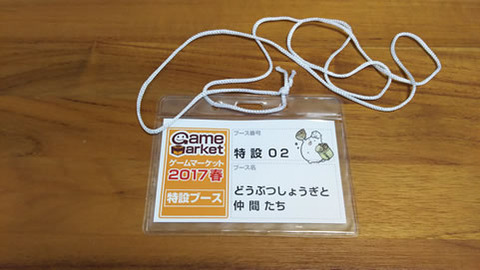 Game
Market
ゲームマーケット
2017春
特設ブース
ブース番号
特設 02
ブース名
どうぶつしょうぎと
仲間たち